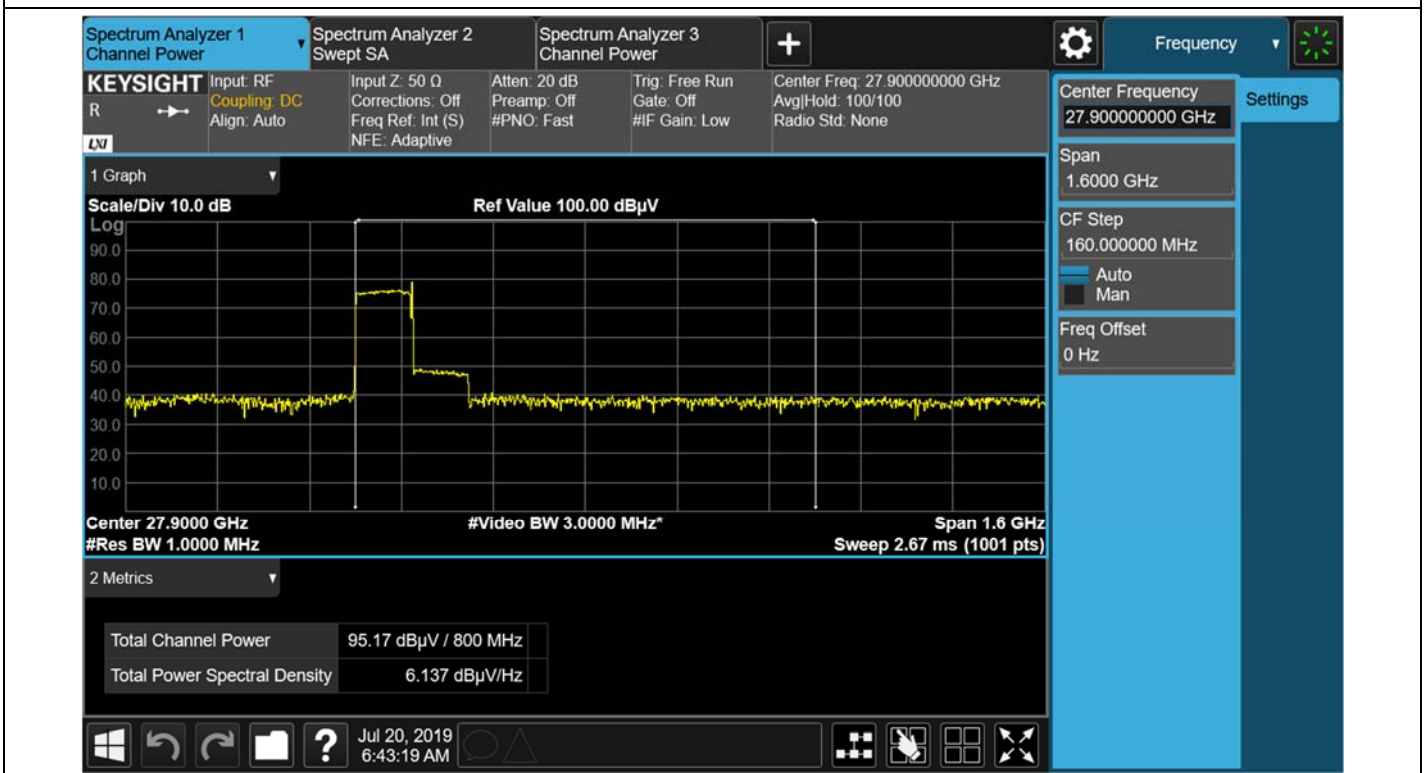 Spectrum Analyzer 1
Channel Power
Spectrum Analyzer 2
Swept SA
Spectrum Analyzer 3
Channel Power
Frequency
KEYSIGHT
R
LXI
Input: RF
Coupling: DC
Align: Auto
Input Z: 50 Ω
Corrections: Off
Freq Ref: Int (S)
NFE: Adaptive
Atten: 20 dB
Preamp: Off
#PNO: Fast
Trig: Free Run
Gate: Off
#IF Gain: Low
Center Freq: 27.900000000 GHz
Avg|Hold: 100/100
Radio Std: None
Center Frequency
27.900000000 GHz
Settings
Span
1.6000 GHz
CF Step
160.000000 MHz
Auto
Man
Freq Offset
0 Hz
1 Graph
Scale/Div 10.0 dB
Ref Value 100.00 dBµV
Log
90.0
80.0
70.0
60.0
50.0
40.0
30.0
20.0
10.0
Center 27.9000 GHz
#Video BW 3.0000 MHz*
Span 1.6 GHz
#Res BW 1.0000 MHz
Sweep 2.67 ms (1001 pts)
2 Metrics
Total Channel Power
95.17 dBµV / 800 MHz
Total Power Spectral Density
6.137 dBµV/Hz
?
Jul 20, 2019
6:43:19 AM